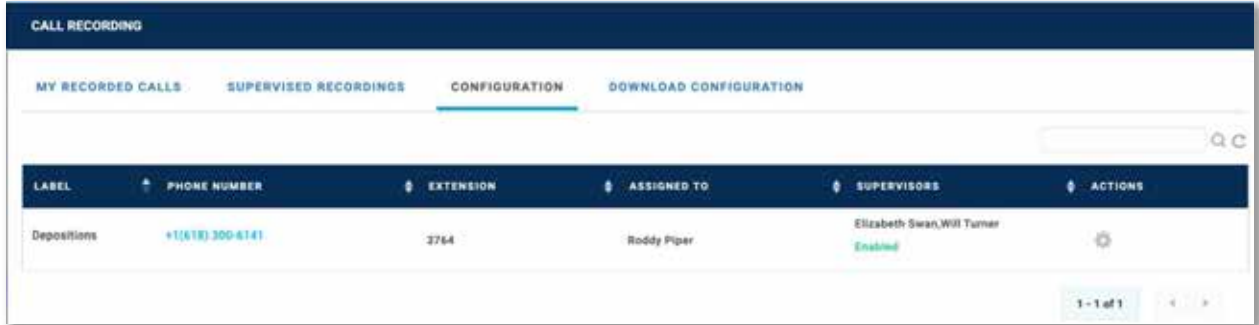 CALL RECORDING
MY RECORDED CALLS SUPERVISED RECORDINGS CONFIGURATION DOWNLOAD CONFIGURATION
LABEL PHONE NUMBER EXTENSION ASSIGNED TO SUPERVISORS ACTIONS
Depositions +1(618) 300-6141 3764 Roddy Piper Elizabeth Swan,Will Turner
Enabled
1 - 1 of 1